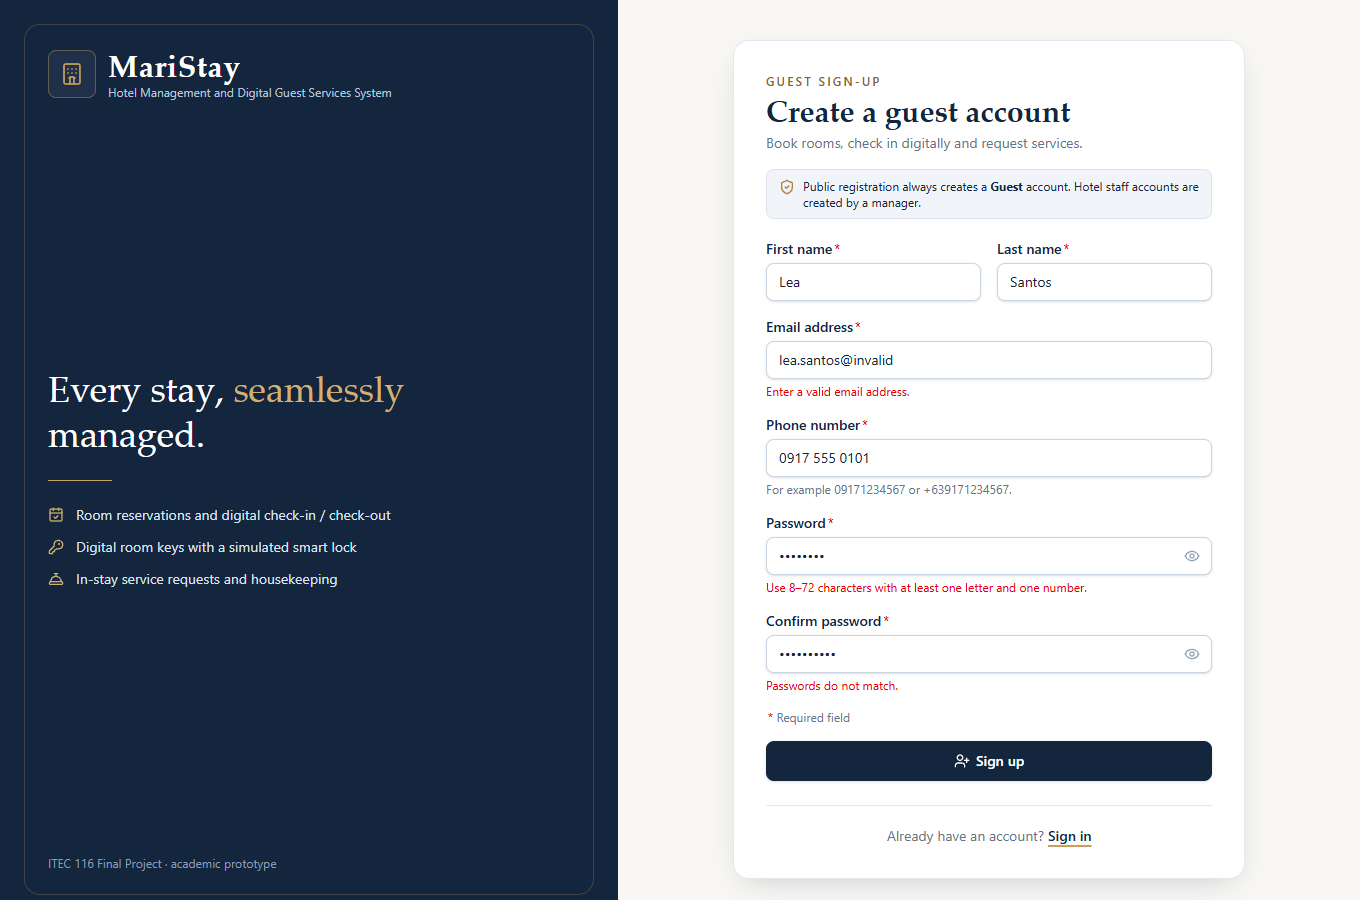 MariStay
Hotel Management and Digital Guest Services System
Every stay, seamlessly
managed.
Room reservations and digital check-in / check-out
Digital room keys with a simulated smart lock
In-stay service requests and housekeeping
ITEC 116 Final Project · academic prototype
GUEST SIGN-UP
Create a guest account
Book rooms, check in digitally and request services.
Public registration always creates a Guest account. Hotel staff accounts are
created by a manager.
First name *
Last name *
Lea
Santos
Email address *
lea.santos@invalid
Enter a valid email address.
Phone number *
0917 555 0101
For example 09171234567 or +639171234567.
Password *
••••••••
Use 8–72 characters with at least one letter and one number.
Confirm password *
••••••••••
Passwords do not match.
* Required field
Sign up
Already have an account? Sign in